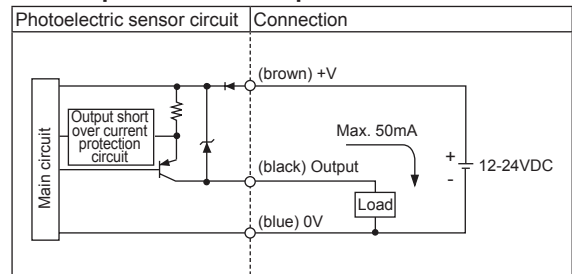 Photoelectric sensor circuit
Connection
(brown) +V
Output short
over current
protection
circuit
Main circuit
Max. 50mA
+
12-24VDC
-
(black) Output
Load
(blue) 0V